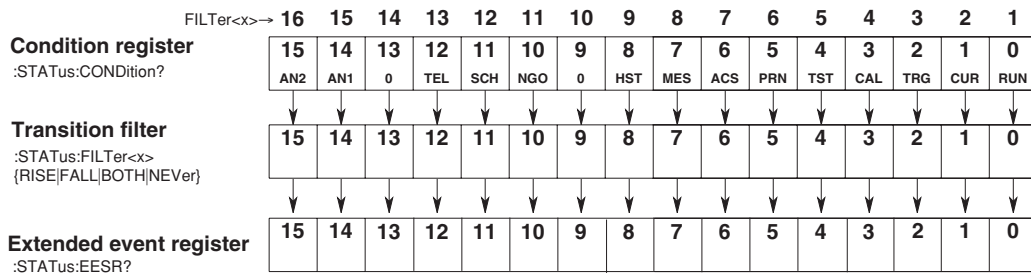 FILTer<x>→ 16 15 14 13 12 11 10 9 8 7 6 5 4 3 2 1
Condition register
:STATus:CONDition?
15 14 13 12 11 10 9 8 7 6 5 4 3 2 1 0
AN2 AN1 0 TEL SCH NGO 0 HST MES ACS PRN TST CAL TRG CUR RUN
Transition filter
:STATus:FILTer<x>
{RISE|FALL|BOTH|NEVer}
15 14 13 12 11 10 9 8 7 6 5 4 3 2 1 0
Extended event register
:STATus:EESR?
15 14 13 12 11 10 9 8 7 6 5 4 3 2 1 0